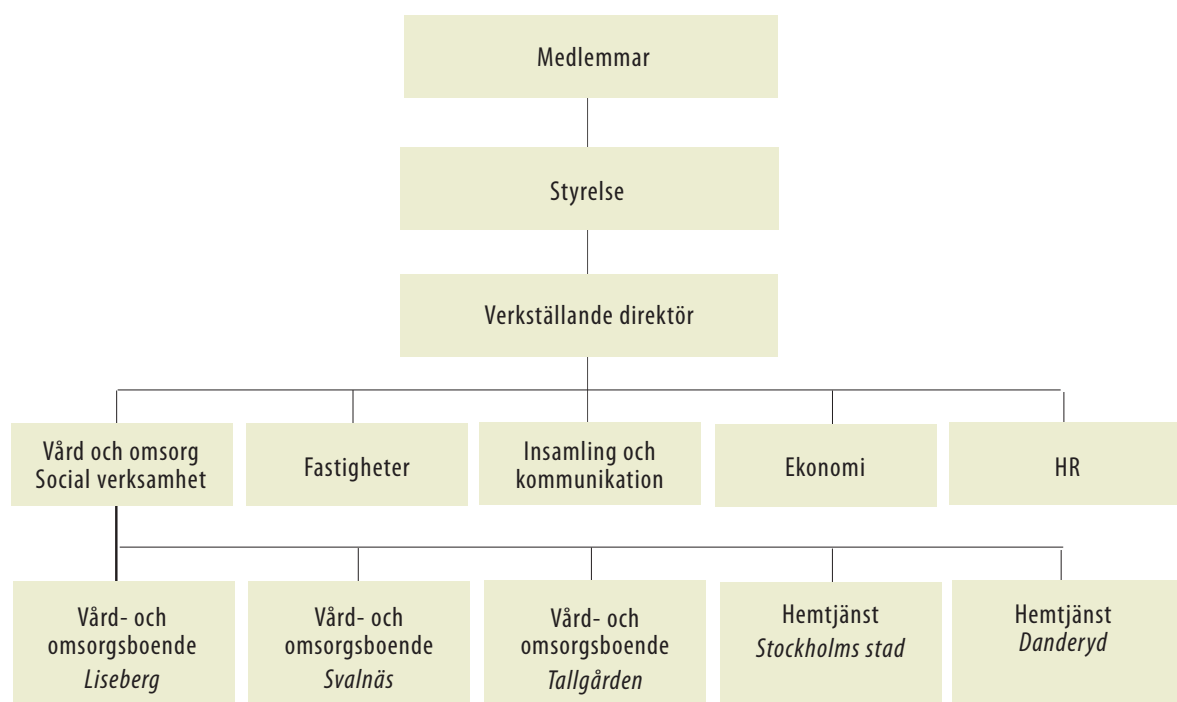 Medlemmar
Styrelse
Verkställande direktör
Vård och omsorg
Social verksamhet
Fastigheter
Insamling och
kommunikation
Ekonomi
HR
Vård- och
omsorgsboende
Liseberg
Vård- och
omsorgsboende
Svalnäs
Vård- och
omsorgsboende
Tallgården
Hemtjänst
Stockholms stad
Hemtjänst
Danderyd